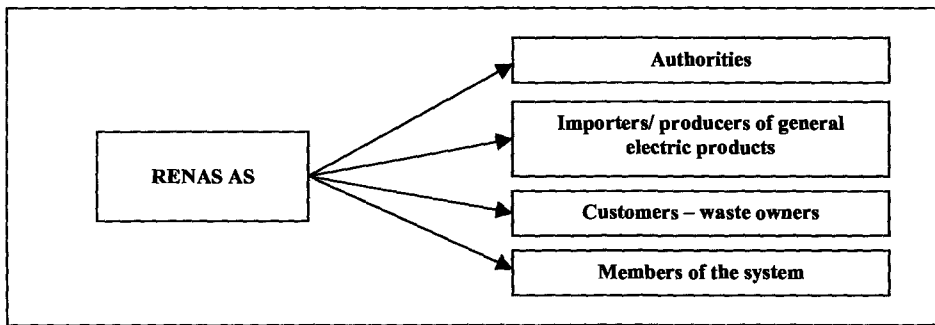 Authorities
Importers/ producers of general
electric products
RENAS AS
Customers – waste owners
Members of the system